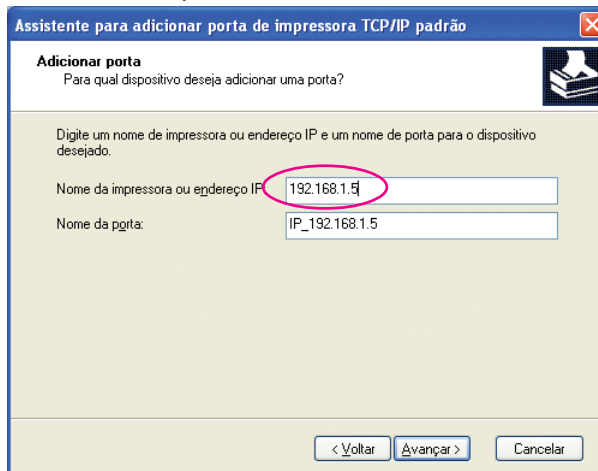 Assistente para adicionar porta de impressora TCP/IP padrão
Adicionar porta
Para qual dispositivo deseja adicionar uma porta?
Digite um nome de impressora ou endereço IP e um nome de porta para o dispositivo
desejado.
Nome da impressora ou endereço IP 192.168.1.5
Nome da porta: IP_192.168.1.5
< Voltar Avançar > Cancelar